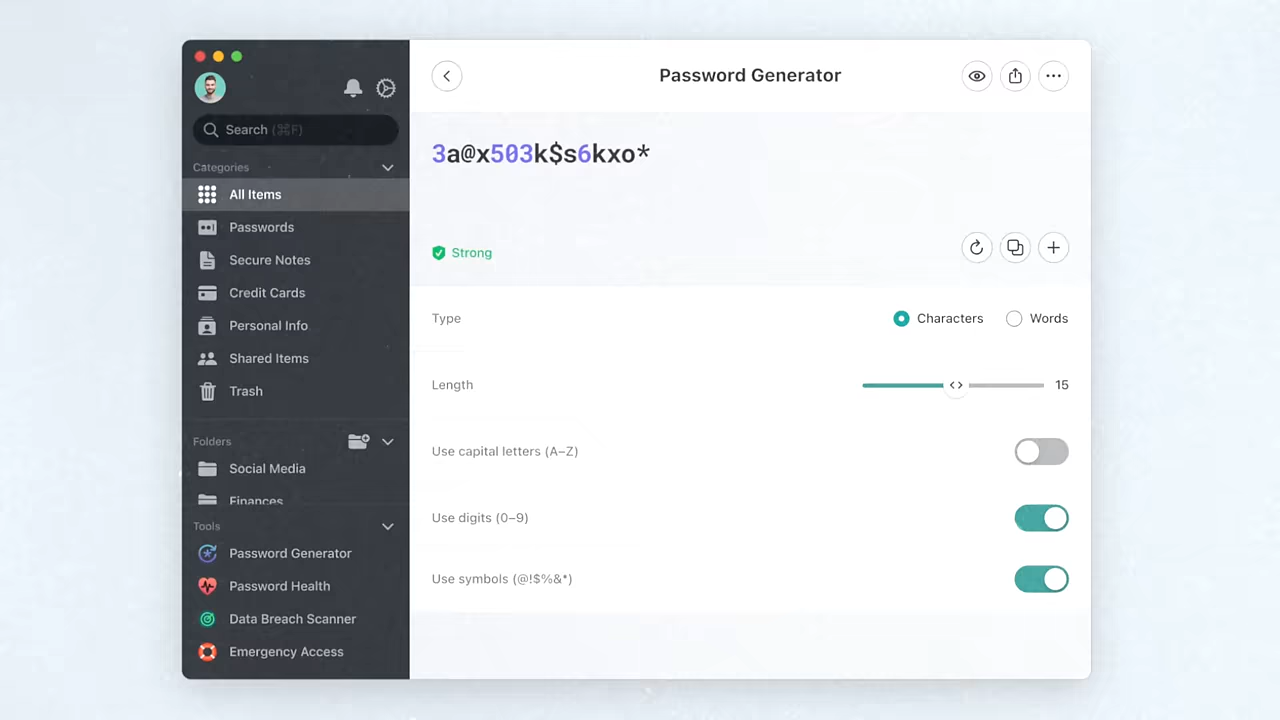 Search (⌘F)
Categories
All Items
Passwords
Secure Notes
Credit Cards
Personal Info
Shared Items
Trash
Folders
Social Media
Finances
Tools
Password Generator
Password Health
Data Breach Scanner
Emergency Access
Password Generator
3a@x503k$s6kxo*
Strong
Type
Characters
Words
Length
15
Use capital letters (A–Z)
Use digits (0–9)
Use symbols (@!$%&*)